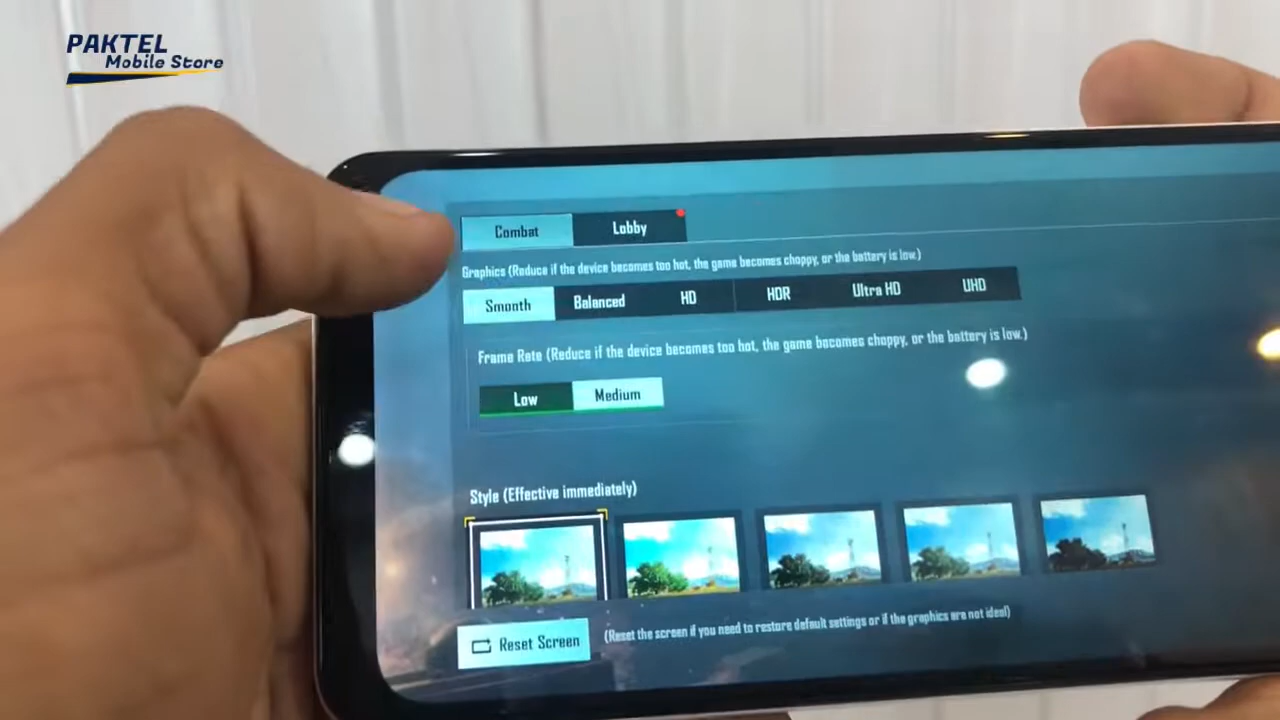 PAKTEL
Mobile Store
Combat Lobby
Graphics (Reduce if the device becomes too hot, the game becomes choppy, or the battery is low.)
Smooth Balanced HD HDR Ultra HD UHD
Frame Rate (Reduce if the device becomes too hot, the game becomes choppy, or the battery is low.)
Low Medium
Style (Effective immediately)
Reset Screen (Reset the screen if you need to restore default settings or if the graphics are not ideal)